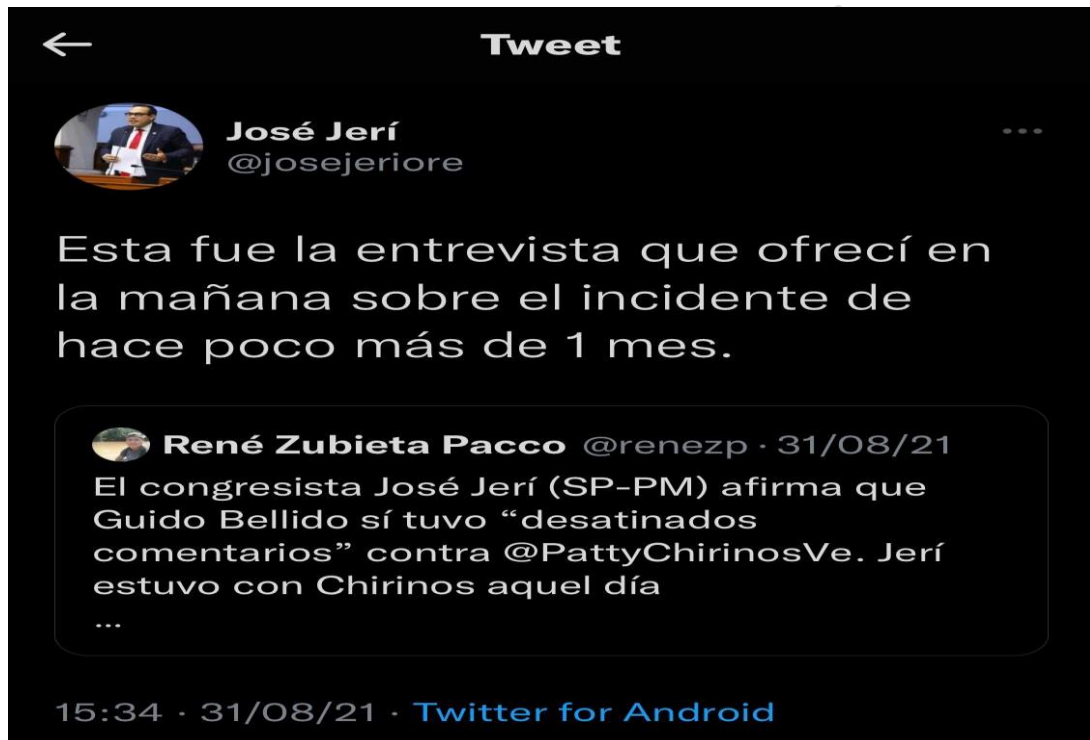 Tweet
José Jerí
@josejeriore
Esta fue la entrevista que ofrecí en
la mañana sobre el incidente de
hace poco más de 1 mes.
René Zubieta Pacco @renezp · 31/08/21
El congresista José Jerí (SP-PM) afirma que
Guido Bellido sí tuvo “desatinados
comentarios” contra @PattyChirinosVe. Jerí
estuvo con Chirinos aquel día
...
15:34 · 31/08/21 · Twitter for Android